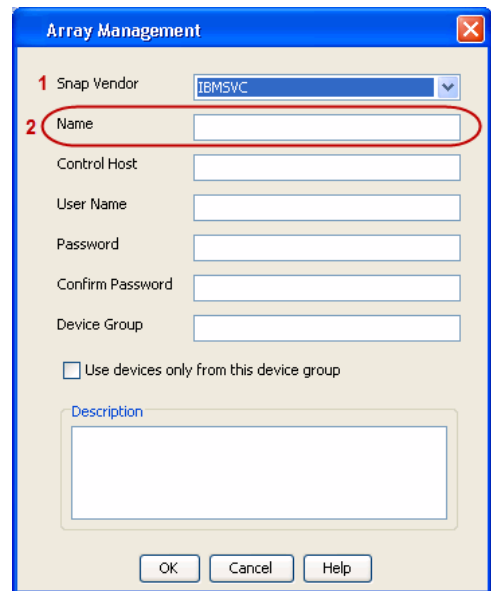 Array Management
1 Snap Vendor IBMSVC
2 Name
Control Host
User Name
Password
Confirm Password
Device Group
Use devices only from this device group
Description
OK Cancel Help